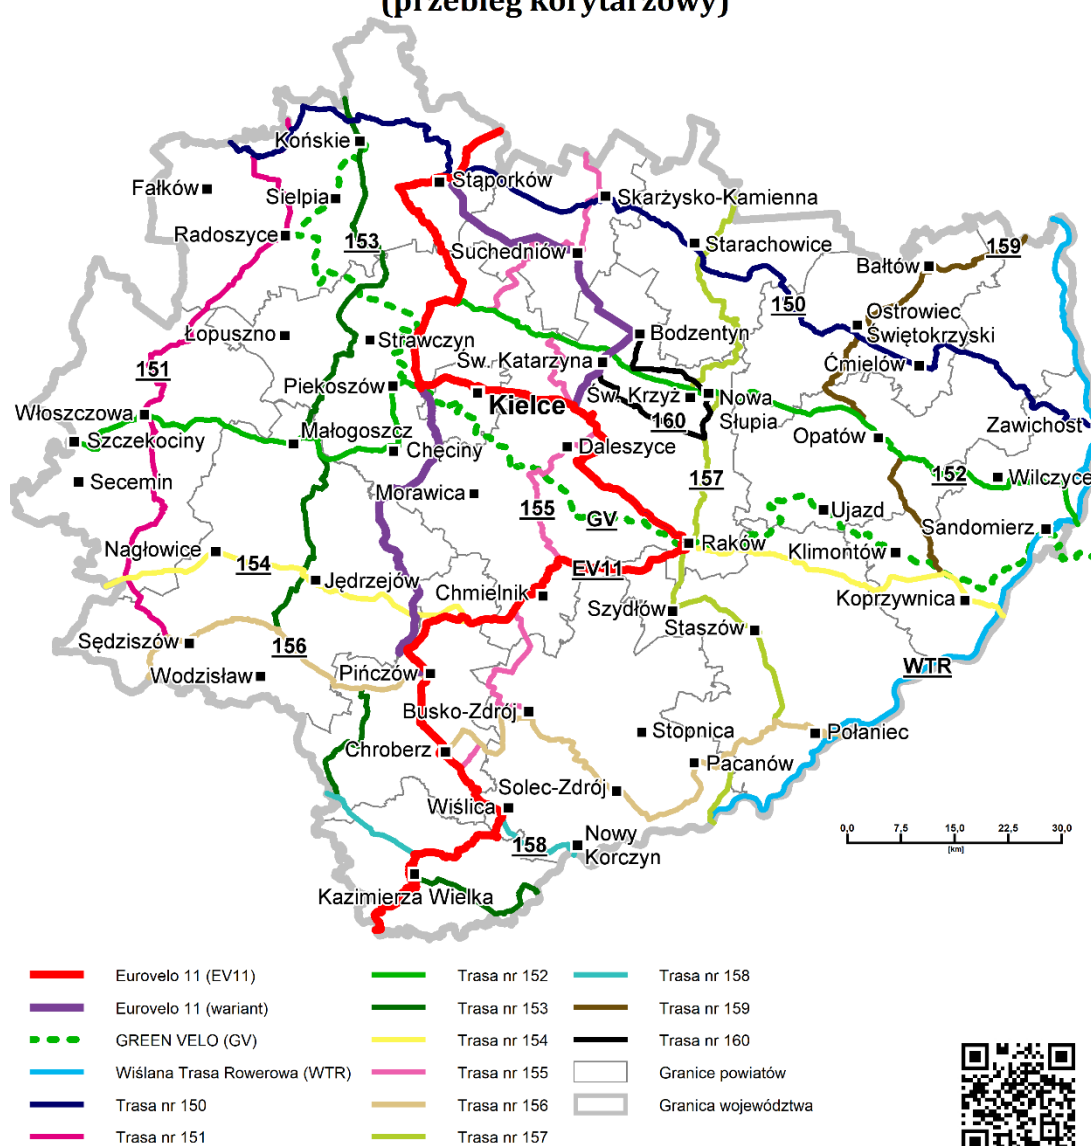 (przebieg korytarzowy)
Końskie
Fałków
Sielpia
Stąporków
Skarżysko-Kamienna
Radoszyce
153
Suchedniów
Starachowice
159
Bałtów
150
Ostrowiec
Świętokrzyski
Łopuszno
Strawczyn
Bodzentyn
Św. Katarzyna
Ćmielów
151
Piekoszów
Kielce
Św. Krzyż
Nowa
Słupia
160
Włoszczowa
Małogoszcz
Szczekociny
Chęciny
Daleszyce
Opatów
Zawichost
Secemin
Morawica
157
152
Wilczyce
155
GV
Ujazd
Sandomierz
Nagłowice
154
Raków
Klimontów
Jędrzejów
EV11
Chmielnik
Szydłów
Koprzywnica
Sędziszów
156
Staszów
Wodzisław
Pińczów
WTR
Busko-Zdrój
Stopnica
Połaniec
Chroberz
Pacanów
Solec-Zdrój
Wiślica
158
Nowy
Korczyn
0,0 7,5 15,0 22,5 30,0
[km]
Kazimierza Wielka
Eurovelo 11 (EV11)
Eurovelo 11 (wariant)
GREEN VELO (GV)
Wiślana Trasa Rowerowa (WTR)
Trasa nr 150
Trasa nr 151
Trasa nr 152
Trasa nr 153
Trasa nr 154
Trasa nr 155
Trasa nr 156
Trasa nr 157
Trasa nr 158
Trasa nr 159
Trasa nr 160
Granice powiatów
Granica województwa